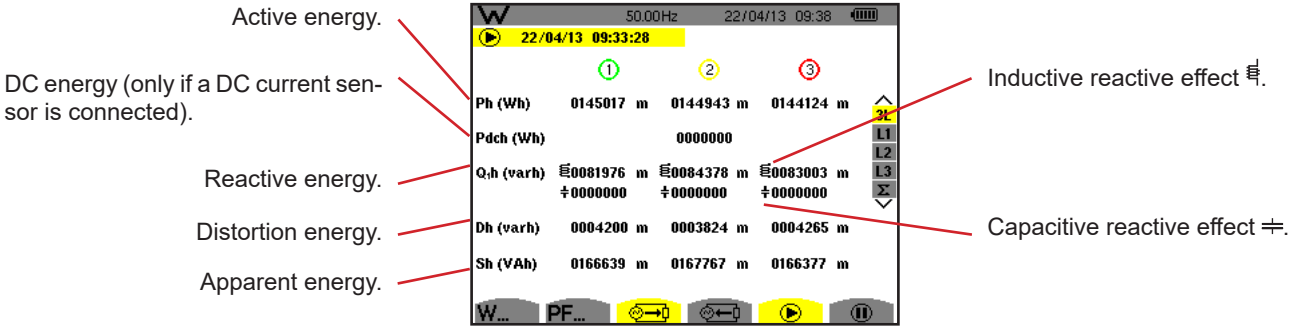 Active energy.
DC energy (only if a DC current sen-
sor is connected).
Reactive energy.
Distortion energy.
Apparent energy.
W 50.00Hz 22/04/13 09:38
22/04/13 09:33:28
1 2 3
Ph (Wh) 0145017 m 0144943 m 0144124 m
Pdch (Wh) 0000000
Q₁h (varh) 0081976 m 0084378 m 0083003 m
0000000 0000000 0000000
Dh (varh) 0004200 m 0003824 m 0004265 m
Sh (VAh) 0166639 m 0167767 m 0166377 m
3L
L1
L2
L3
Σ
W... PF...
Inductive reactive effect .
Capacitive reactive effect .